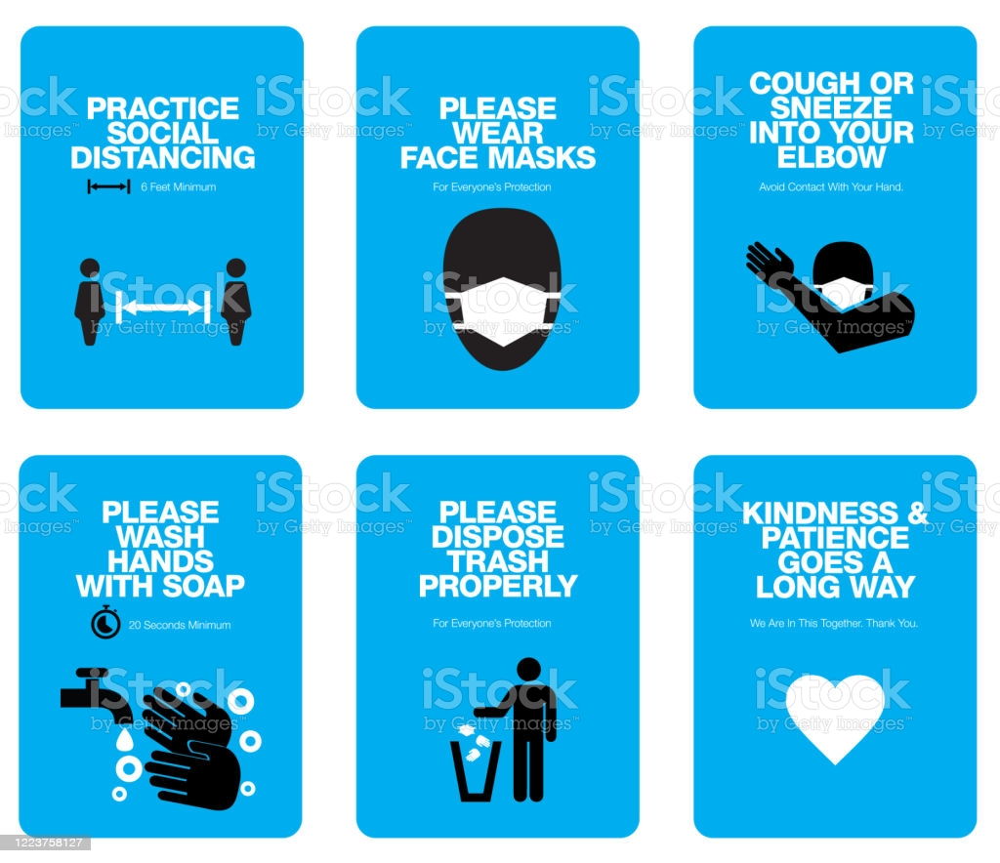 PRACTICE
SOCIAL
DISTANCING
6 Feet Minimum
PLEASE
WEAR
FACE MASKS
For Everyone's Protection
COUGH OR
SNEEZE
INTO YOUR
ELBOW
Avoid Contact With Your Hand.
PLEASE
WASH
HANDS
WITH SOAP
20 Seconds Minimum
PLEASE
DISPOSE
TRASH
PROPERLY
For Everyone's Protection
KINDNESS &
PATIENCE
GOES A
LONG WAY
We Are In This Together. Thank You.
iStock
by Getty Images™
1223758127